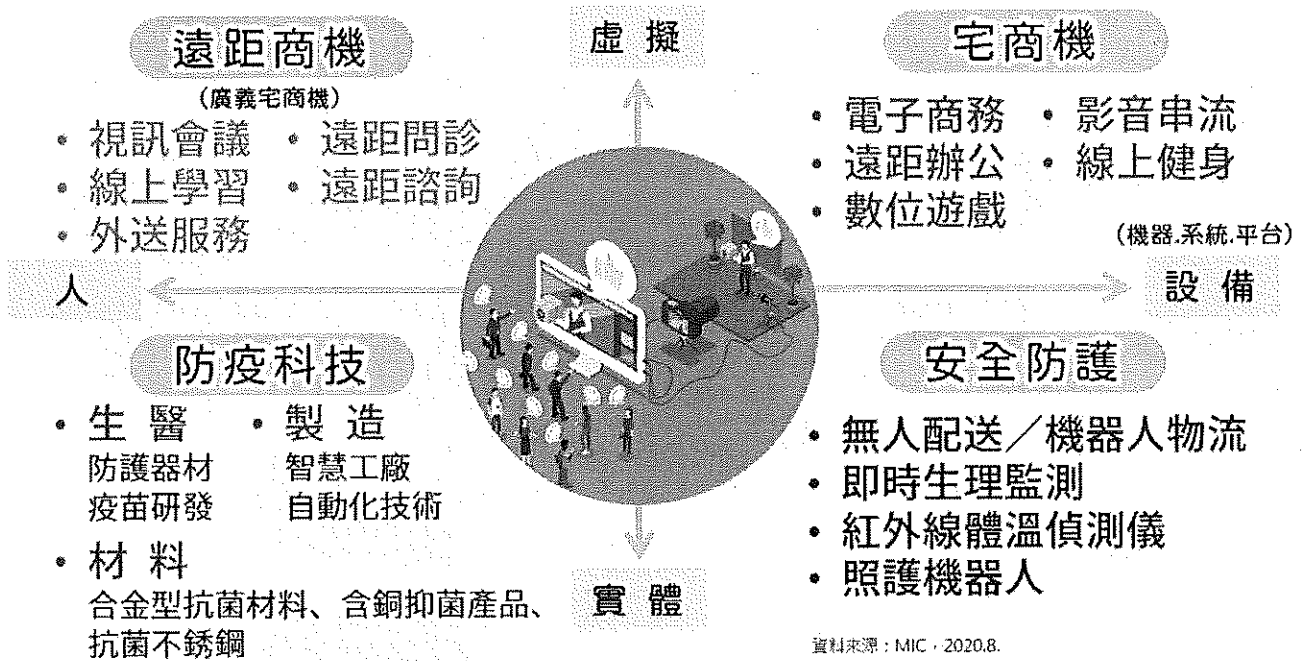 虛擬
遠距商機
(廣義宅商機)
• 視訊會議 • 遠距問診
• 線上學習 • 遠距諮詢
• 外送服務
宅商機
• 電子商務 • 影音串流
• 遠距辦公 • 線上健身
• 數位遊戲
(機器.系統.平台)
人
設備
防疫科技
• 生醫 • 製造
防護器材 智慧工廠
疫苗研發 自動化技術
• 材料
合金型抗菌材料、含銅抑菌產品、
抗菌不銹鋼
安全防護
• 無人配送／機器人物流
• 即時生理監測
• 紅外線體溫偵測儀
• 照護機器人
實體
資料來源：MIC，2020.8.